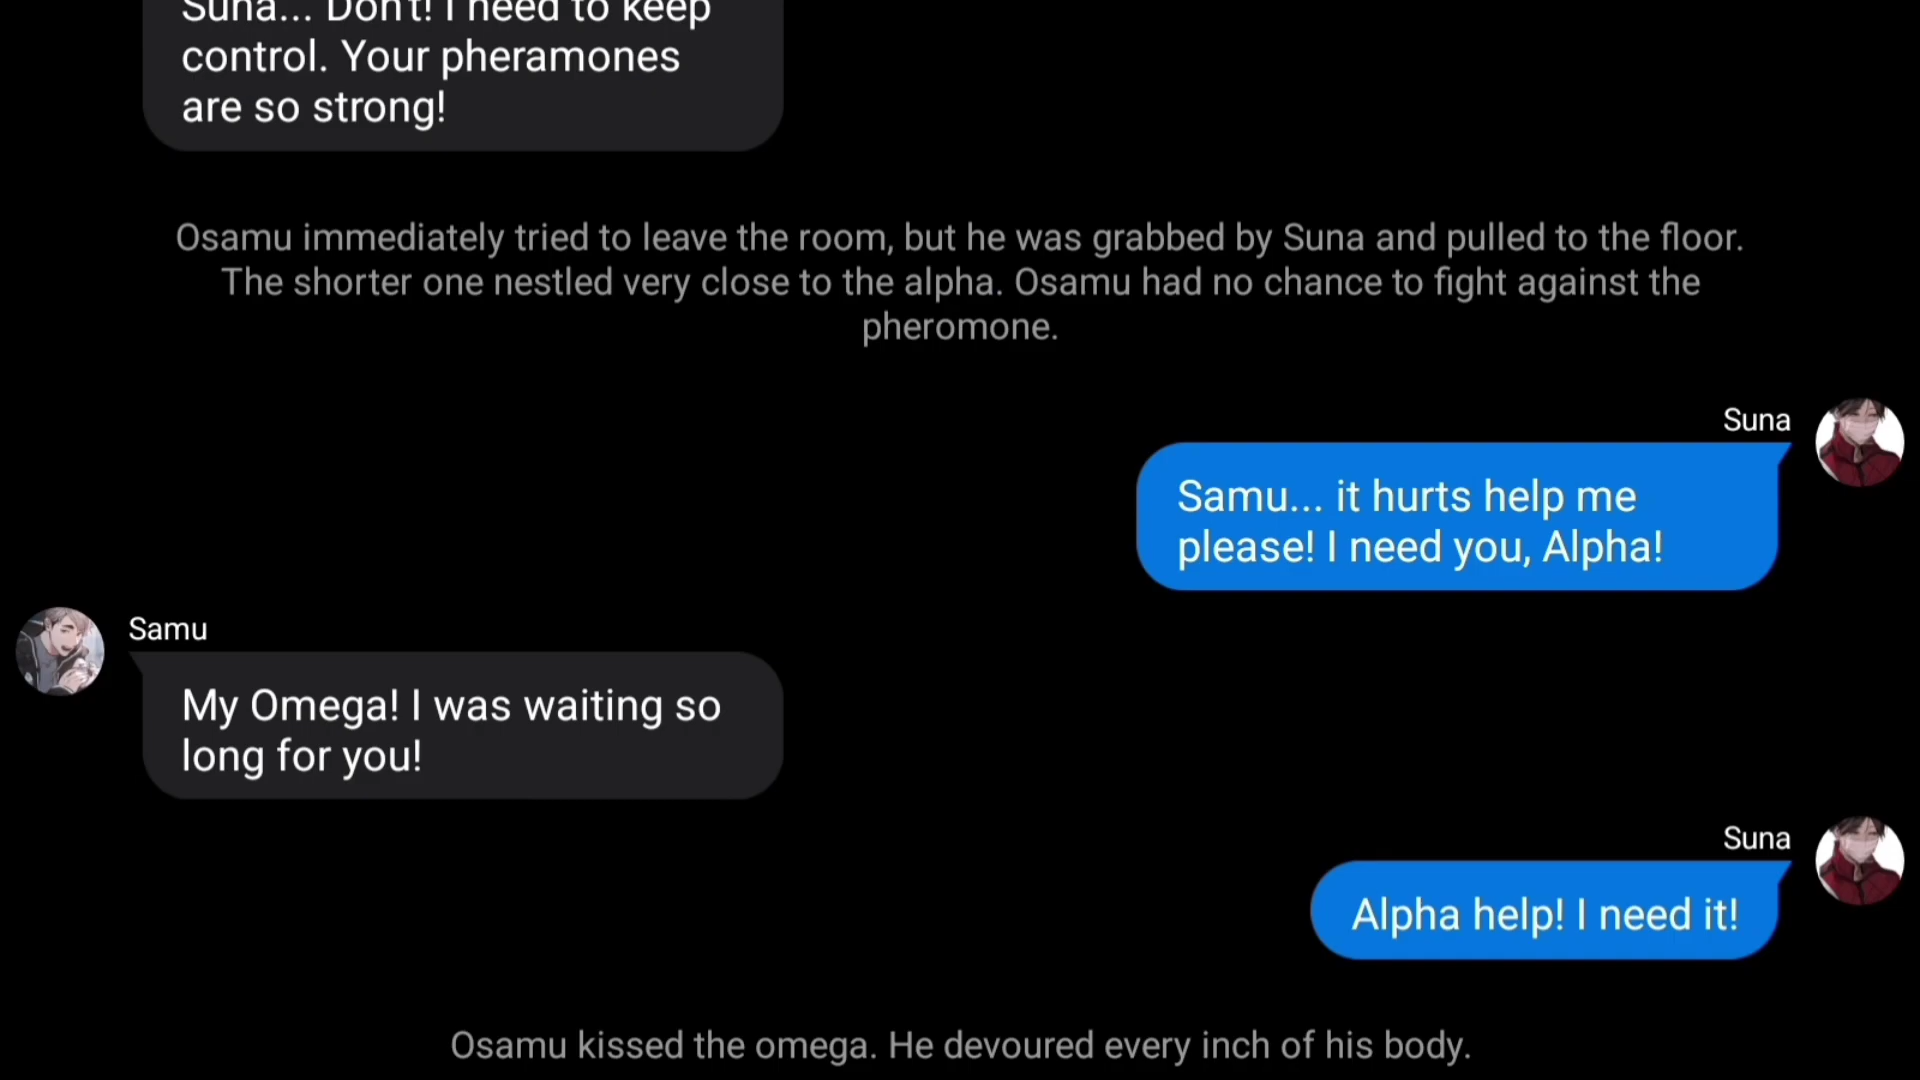 Suna... Don't! I need to keep
control. Your pheramones
are so strong!
Osamu immediately tried to leave the room, but he was grabbed by Suna and pulled to the floor.
The shorter one nestled very close to the alpha. Osamu had no chance to fight against the
pheromone.
Suna
Samu... it hurts help me
please! I need you, Alpha!
Samu
My Omega! I was waiting so
long for you!
Suna
Alpha help! I need it!
Osamu kissed the omega. He devoured every inch of his body.